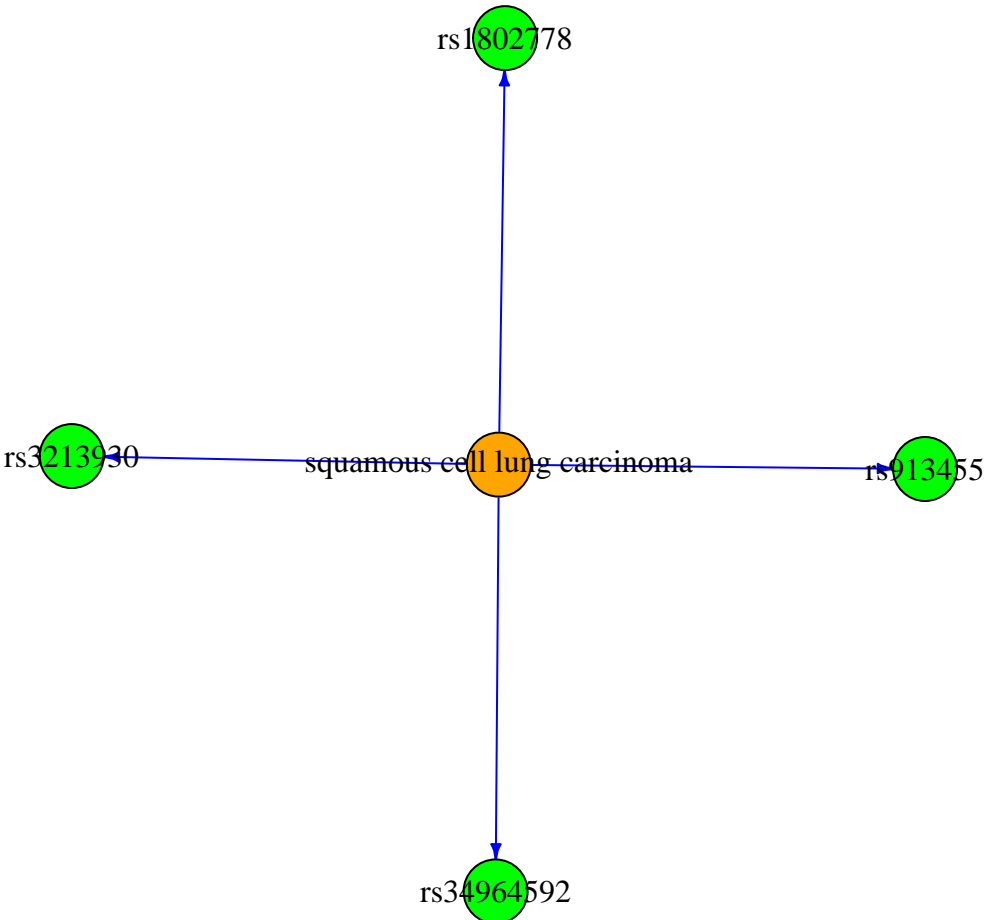 rs1802778
rs3213930
squamous cell lung carcinoma
rs913455
rs34964592